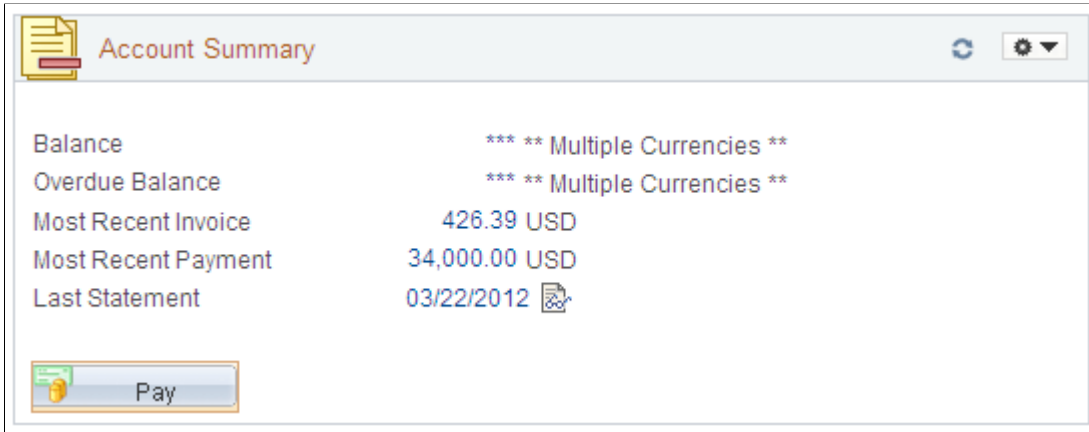 Account Summary
Balance *** ** Multiple Currencies **
Overdue Balance *** ** Multiple Currencies **
Most Recent Invoice 426.39 USD
Most Recent Payment 34,000.00 USD
Last Statement 03/22/2012
Pay